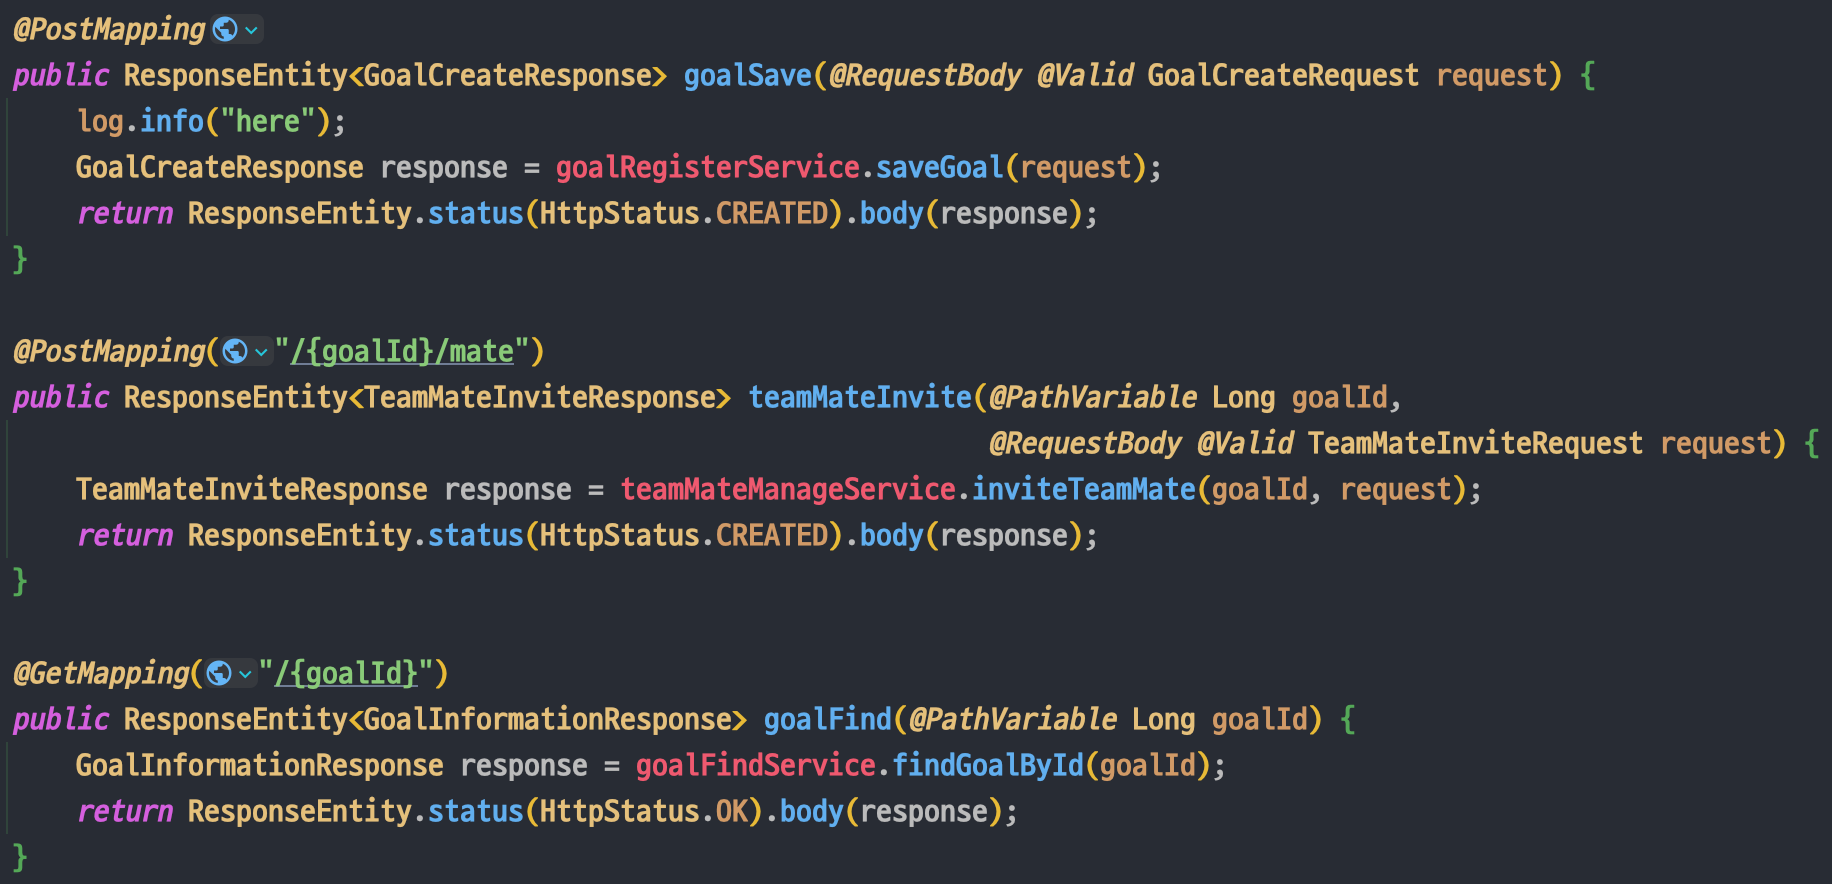 @PostMapping
public ResponseEntity<GoalCreateResponse> goalSave(@RequestBody @Valid GoalCreateRequest request) {
    log.info("here");
    GoalCreateResponse response = goalRegisterService.saveGoal(request);
    return ResponseEntity.status(HttpStatus.CREATED).body(response);
}

@PostMapping("/{goalId}/mate")
public ResponseEntity<TeamMateInviteResponse> teamMateInvite(@PathVariable Long goalId,
                                                             @RequestBody @Valid TeamMateInviteRequest request) {
    TeamMateInviteResponse response = teamMateManageService.inviteTeamMate(goalId, request);
    return ResponseEntity.status(HttpStatus.CREATED).body(response);
}

@GetMapping("/{goalId}")
public ResponseEntity<GoalInformationResponse> goalFind(@PathVariable Long goalId) {
    GoalInformationResponse response = goalFindService.findGoalById(goalId);
    return ResponseEntity.status(HttpStatus.OK).body(response);
}